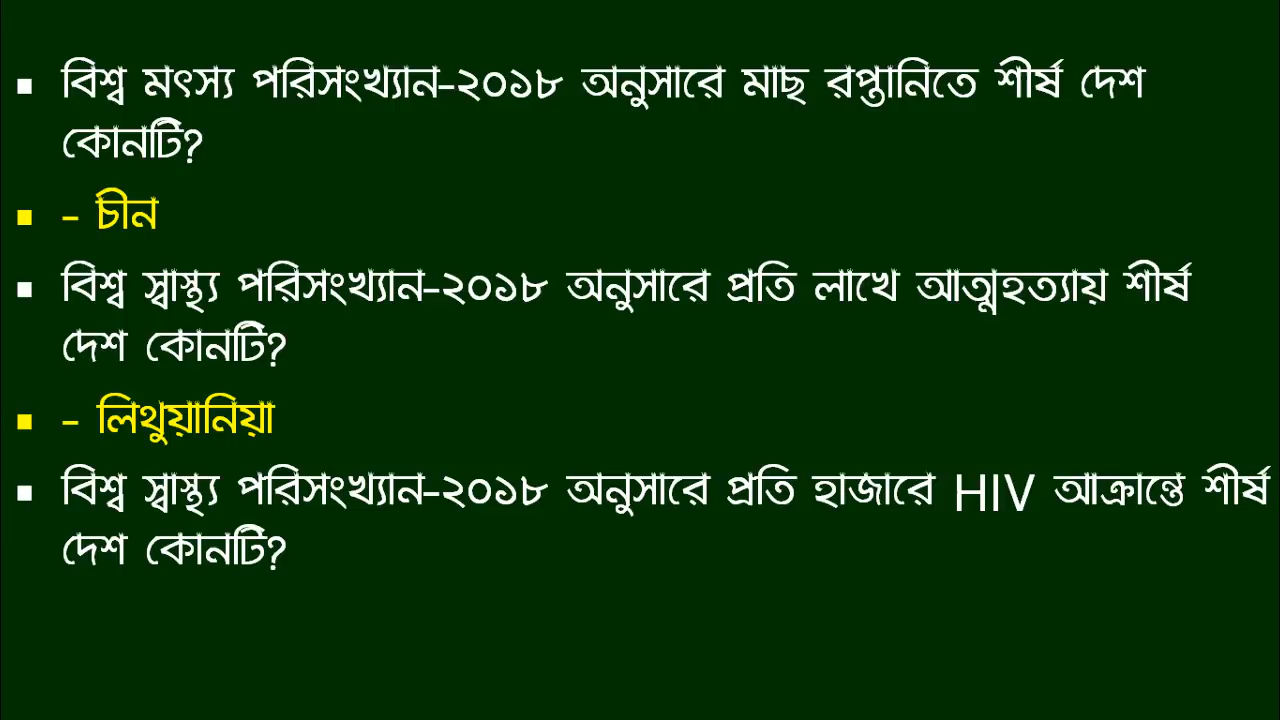 ▪ বিশ্ব মৎস্য পরিসংখ্যান-২০১৮ অনুসারে মাছ রপ্তানিতে শীর্ষ দেশ
কোনটি?
▪ - চীন
▪ বিশ্ব স্বাস্থ্য পরিসংখ্যান-২০১৮ অনুসারে প্রতি লাখে আত্মহত্যায় শীর্ষ
দেশ কোনটি?
▪ - লিথুয়ানিয়া
▪ বিশ্ব স্বাস্থ্য পরিসংখ্যান-২০১৮ অনুসারে প্রতি হাজারে HIV আক্রান্তে শীর্ষ
দেশ কোনটি?